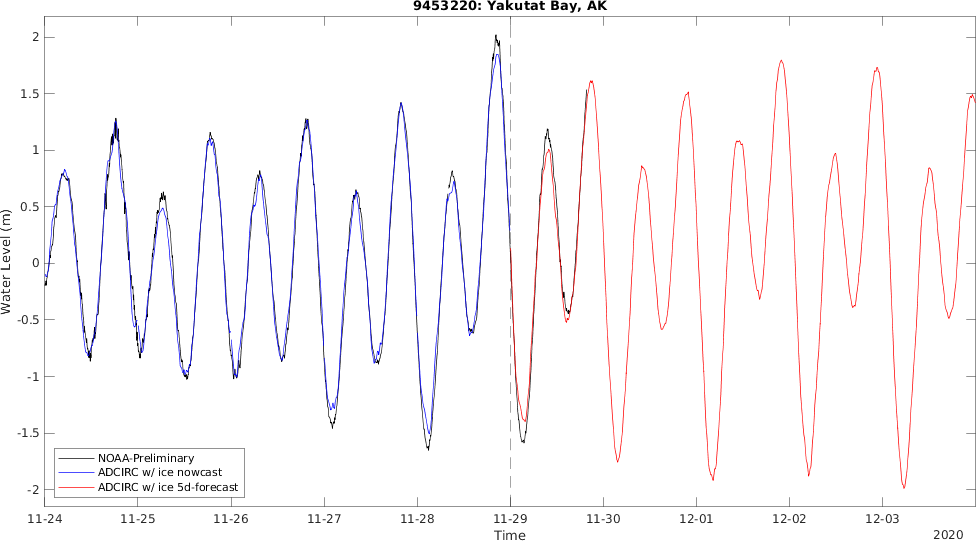 9453220: Yakutat Bay, AK
Water Level (m)
2
1.5
1
0.5
0
-0.5
-1
-1.5
-2
NOAA-Preliminary
ADCIRC w/ ice nowcast
ADCIRC w/ ice 5d-forecast
11-24 11-25 11-26 11-27 11-28 11-29 11-30 12-01 12-02 12-03
Time
2020